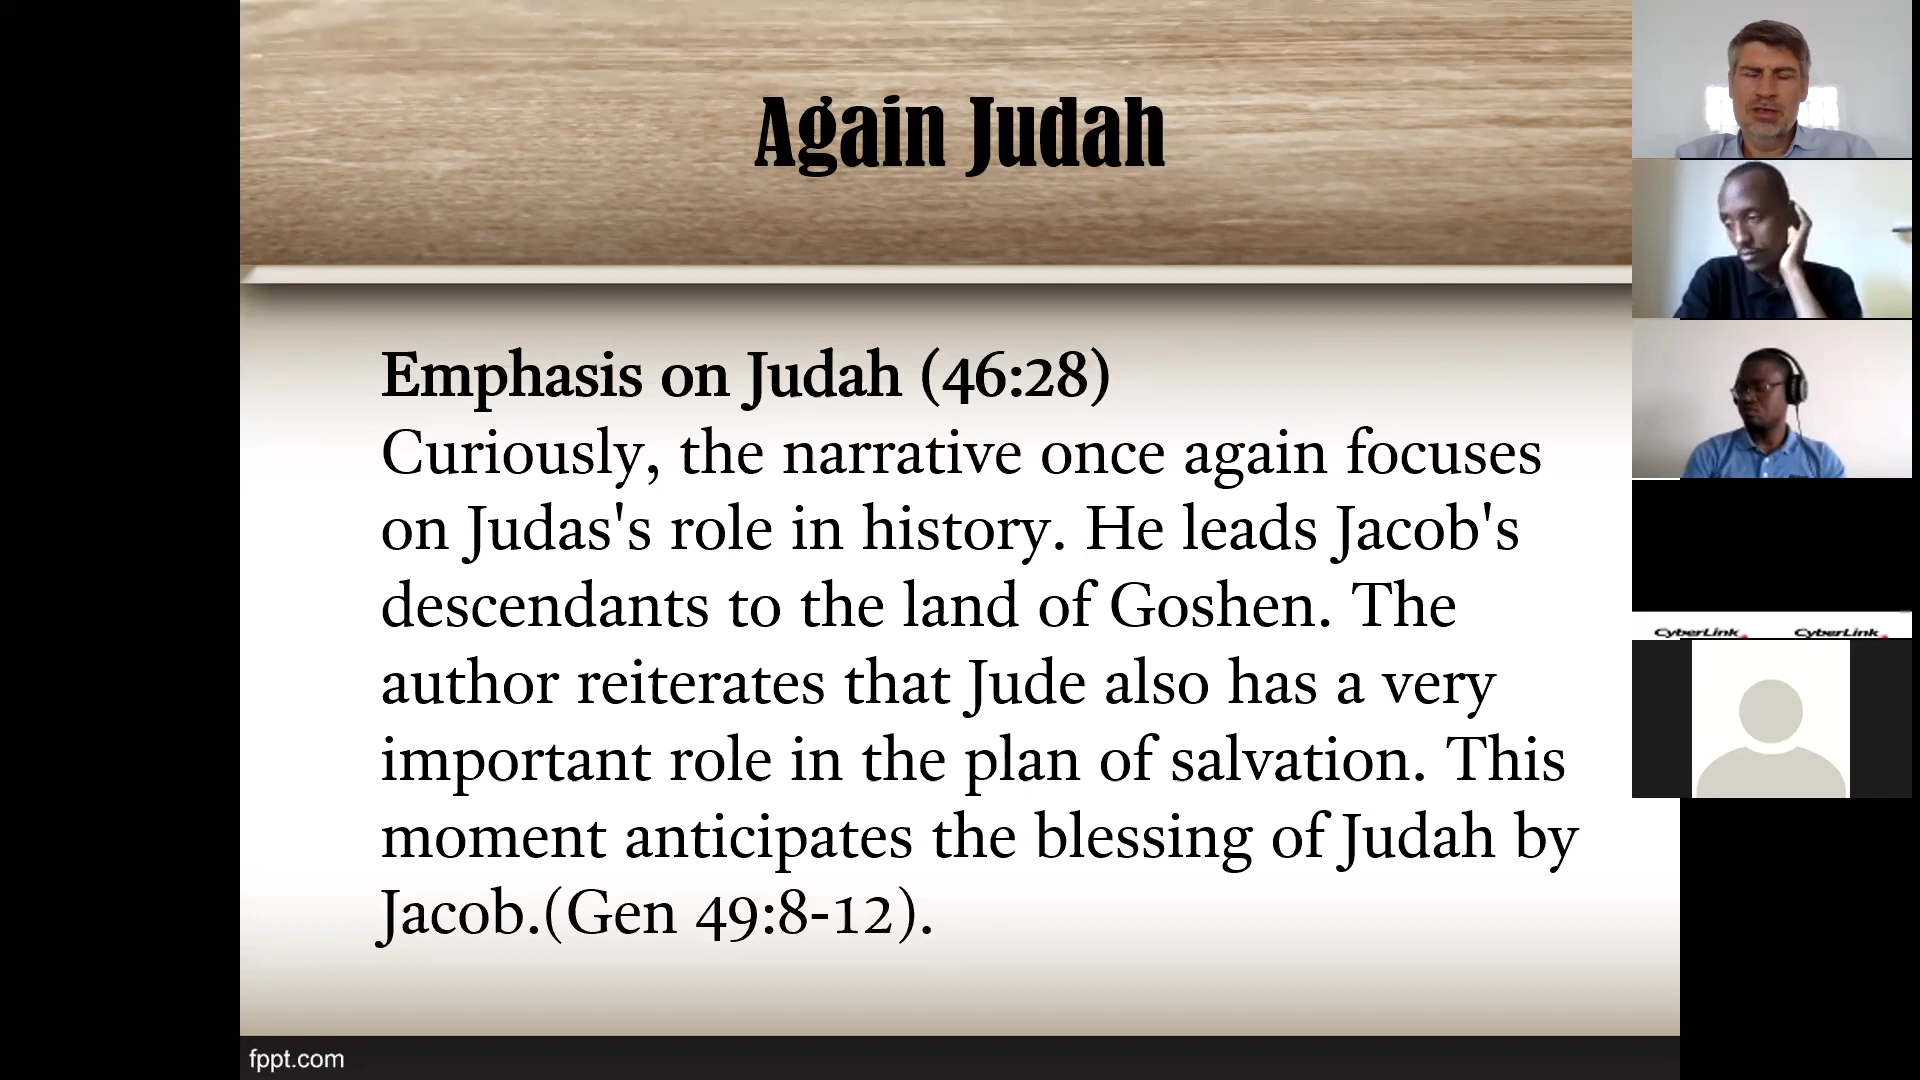 Again Judah
Emphasis on Judah (46:28)
Curiously, the narrative once again focuses
on Judas's role in history. He leads Jacob's
descendants to the land of Goshen. The
author reiterates that Jude also has a very
important role in the plan of salvation. This
moment anticipates the blessing of Judah by
Jacob.(Gen 49:8-12).
fppt.com
CyberLink CyberLink